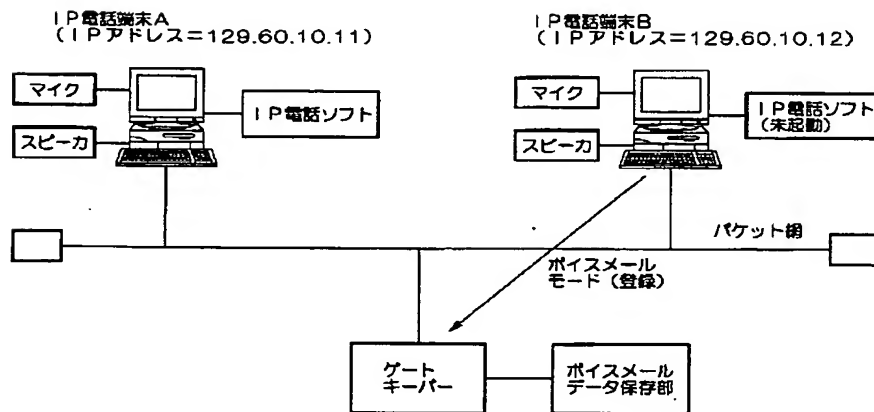 IP電話端末A
(IPアドレス=129.60.10.11)
IP電話端末B
(IPアドレス=129.60.10.12)
マイク
IP電話ソフト
スピーカ
マイク
IP電話ソフト
(未起動)
スピーカ
パケット網
ボイスメール
モード(登録)
ゲート
キーパー
ボイスメール
データ保存部